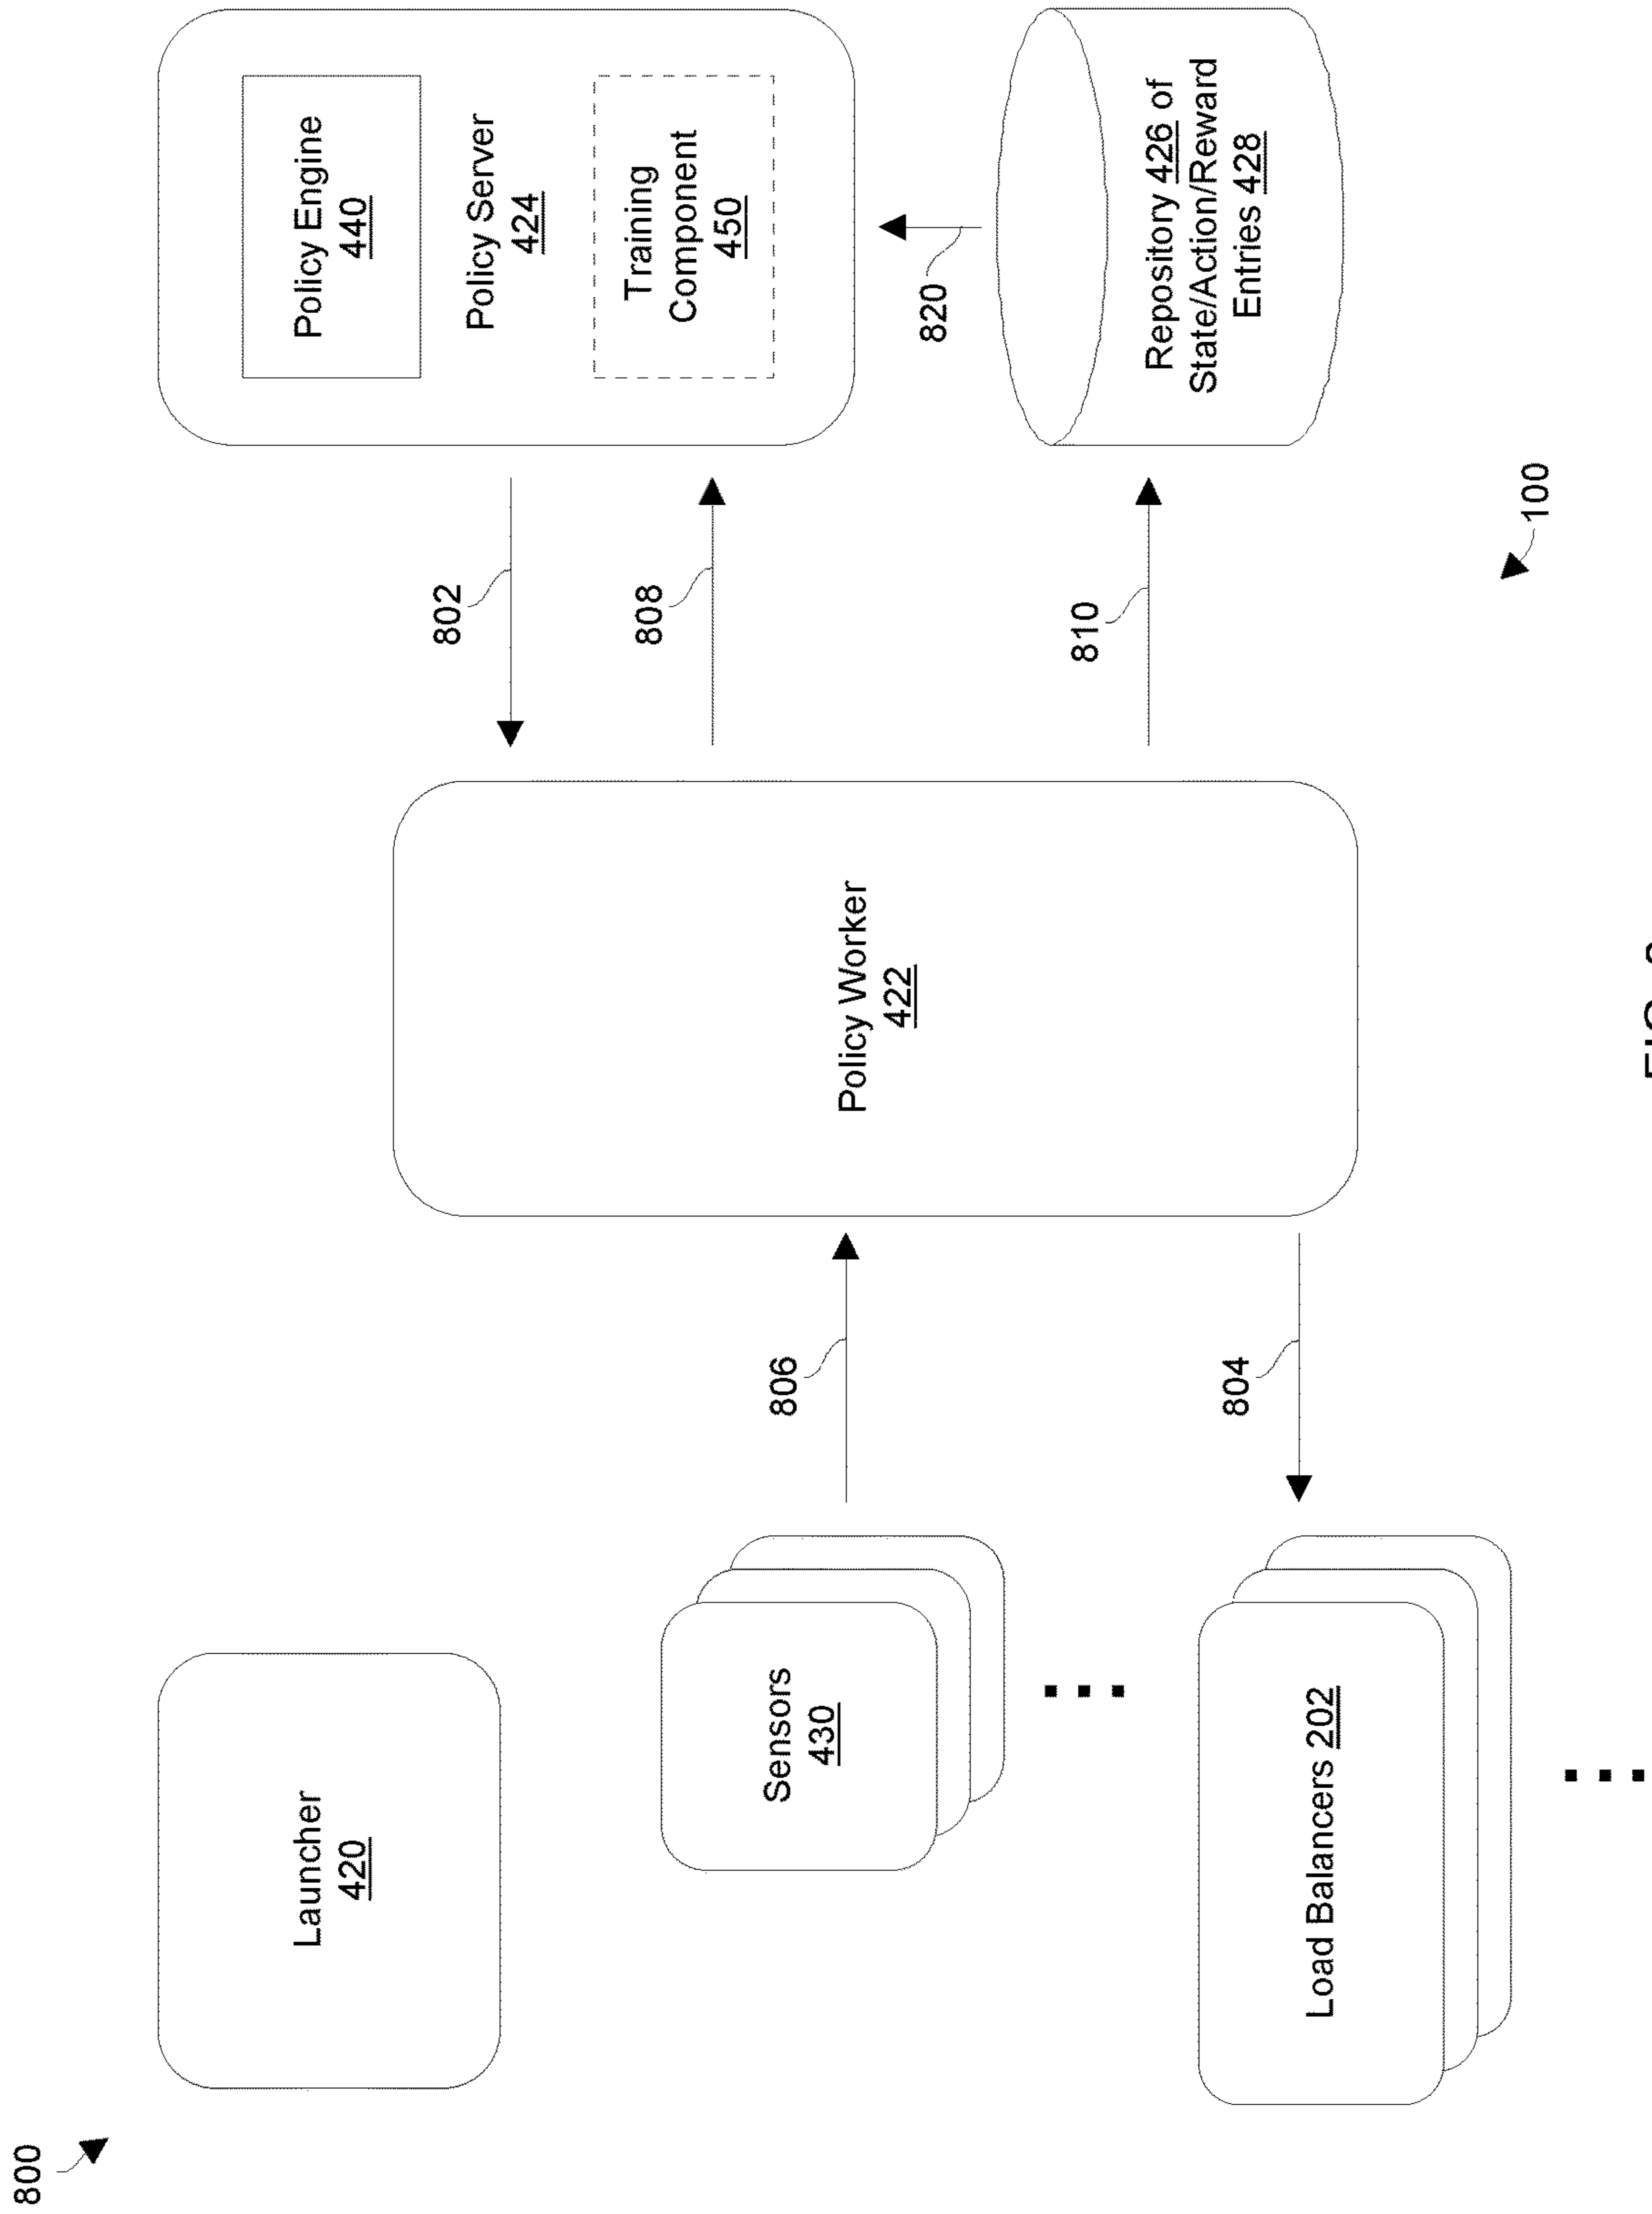 800
Launcher
420
Policy Engine
440
Policy Server
424
Training
Component
450
802
808
Sensors
430
806
Policy Worker
422
820
810
Repository 426 of
State/Action/Reward
Entries 428
Load Balancers 202
804
100